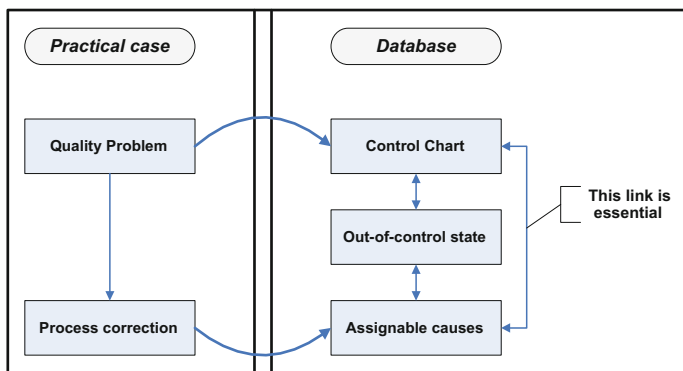 Practical case
Database
Quality Problem
Control Chart
This link is
essential
Out-of-control state
Process correction
Assignable causes